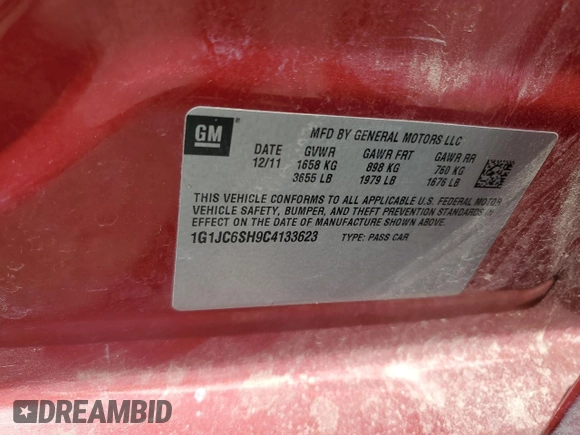 GM
MFD BY GENERAL MOTORS LLC
DATE GVWR GAWR FRT GAWR RR
12/11 1658 KG 898 KG 760 KG
3655 LB 1979 LB 1676 LB
THIS VEHICLE CONFORMS TO ALL APPLICABLE U.S. FEDERAL MOTOR
VEHICLE SAFETY, BUMPER, AND THEFT PREVENTION STANDARDS IN
EFFECT ON THE DATE OF MANUFACTURE SHOWN ABOVE.
1G1JC6SH9C4133623 TYPE: PASS CAR
DREAMBID